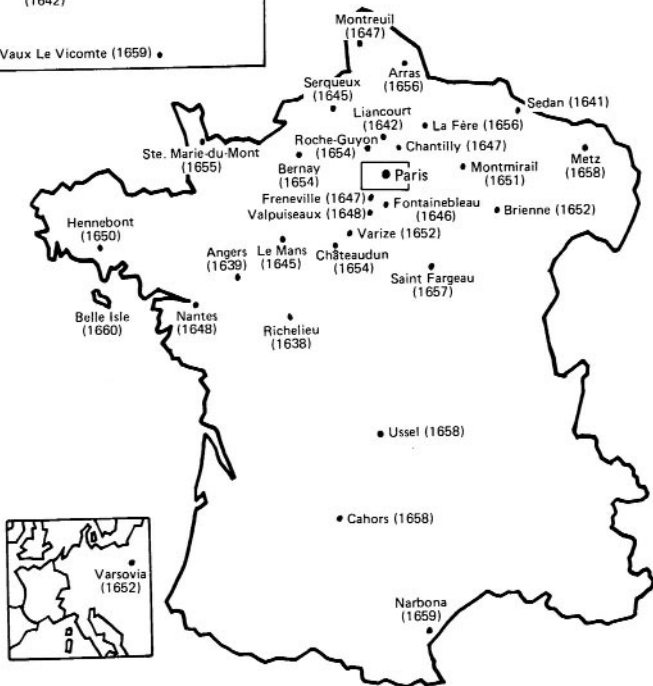 (1642)
Vaux Le Vicomte (1659)
Montreuil
(1647)
Arras
(1656)
Serqueux
(1645)
Sedan (1641)
Liancourt
(1642)
La Fère (1656)
Roche-Guyon
(1654)
Chantilly (1647)
Ste. Marie-du-Mont
(1655)
Bernay
(1654)
Metz
(1658)
Montmirail
(1651)
Paris
Freneville (1647)
Valpuiseaux (1648)
Fontainebleau
(1646)
Brienne (1652)
Hennebont
(1650)
Varize (1652)
Angers
(1639)
Le Mans
(1645)
Châteaudun
(1654)
Saint Fargeau
(1657)
Belle Isle
(1660)
Nantes
(1648)
Richelieu
(1638)
Ussel (1658)
Cahors (1658)
Varsovia
(1652)
Narbona
(1659)